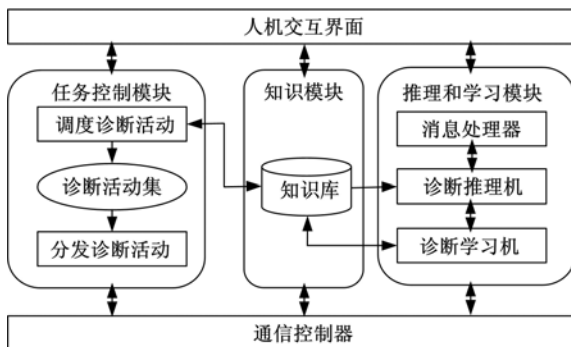 人机交互界面
任务控制模块
调度诊断活动
诊断活动集
分发诊断活动
知识模块
知识库
推理和学习模块
消息处理器
诊断推理机
诊断学习机
通信控制器